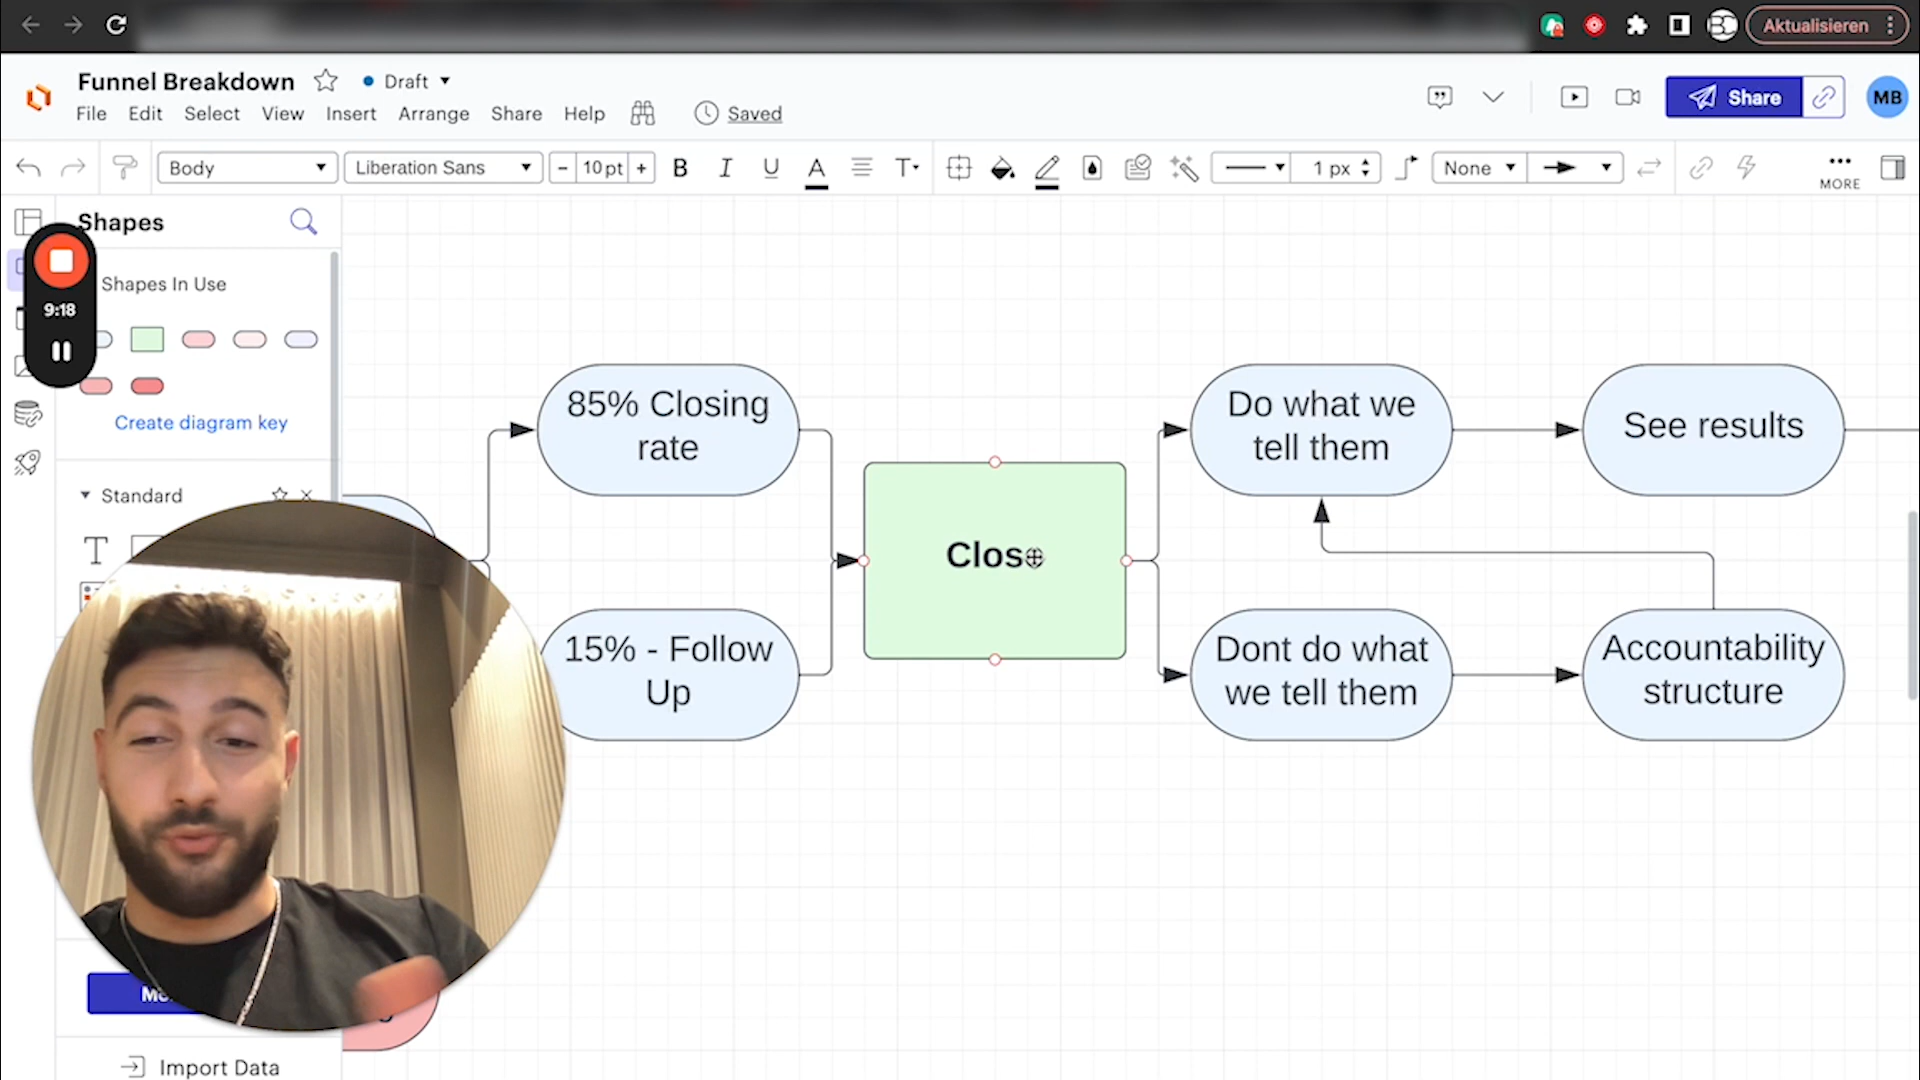 Aktualisieren
Funnel Breakdown
Draft
File Edit Select View Insert Arrange Share Help
Saved
Share
MB
Body
Liberation Sans
- 10 pt +
B I U A T
1 px
None
MORE
Shapes
9:18
Shapes In Use
Create diagram key
Standard
T
85% Closing
rate
15% - Follow
Up
Clos
Do what we
tell them
See results
Dont do what
we tell them
Accountability
structure
Import Data